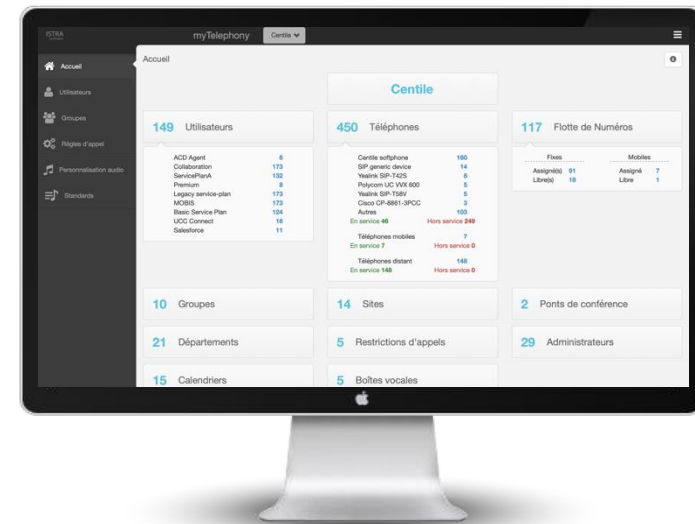 ISTRA
myTelephony
Centile
Accueil
Utilisateurs
Groupes
Règles d'appel
Personnalisation audio
Standards
Accueil
Centile
149 Utilisateurs
ACD Agent 6
Collaboration 173
ServicePlanA 132
Premium 8
Legacy service-plan 173
MOBIS 173
Basic Service Plan 124
UCC Connect 16
Salesforce 11
450 Téléphones
Centile softphone 160
SIP generic device 14
Yealink SIP-T42S 6
Polycom UC VVX 600 5
Yealink SIP-T58V 5
Cisco CP-8861-3PCC 3
Autres 103
En service 46 Hors service 249
Téléphones mobiles 7
En service 7 Hors service 0
Téléphones distant 148
En service 148 Hors service 0
117 Flotte de Numéros
Fixes Mobiles
Assigné(s) 91 Assigné 7
Libre(s) 18 Libre 1
10 Groupes
14 Sites
2 Ponts de conférence
21 Départements
5 Restrictions d'appels
29 Administrateurs
15 Calendriers
5 Boîtes vocales